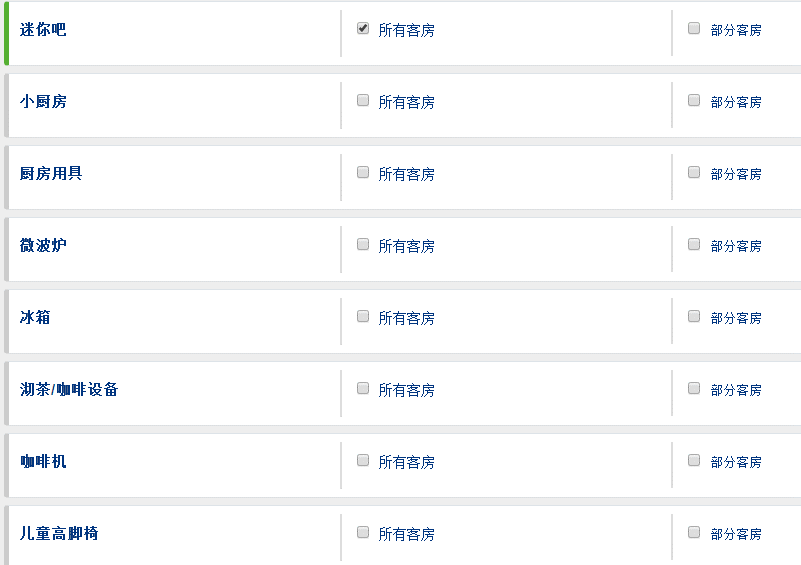 迷你吧 所有客房 部分客房
小厨房 所有客房 部分客房
厨房用具 所有客房 部分客房
微波炉 所有客房 部分客房
冰箱 所有客房 部分客房
沏茶/咖啡设备 所有客房 部分客房
咖啡机 所有客房 部分客房
儿童高脚椅 所有客房 部分客房